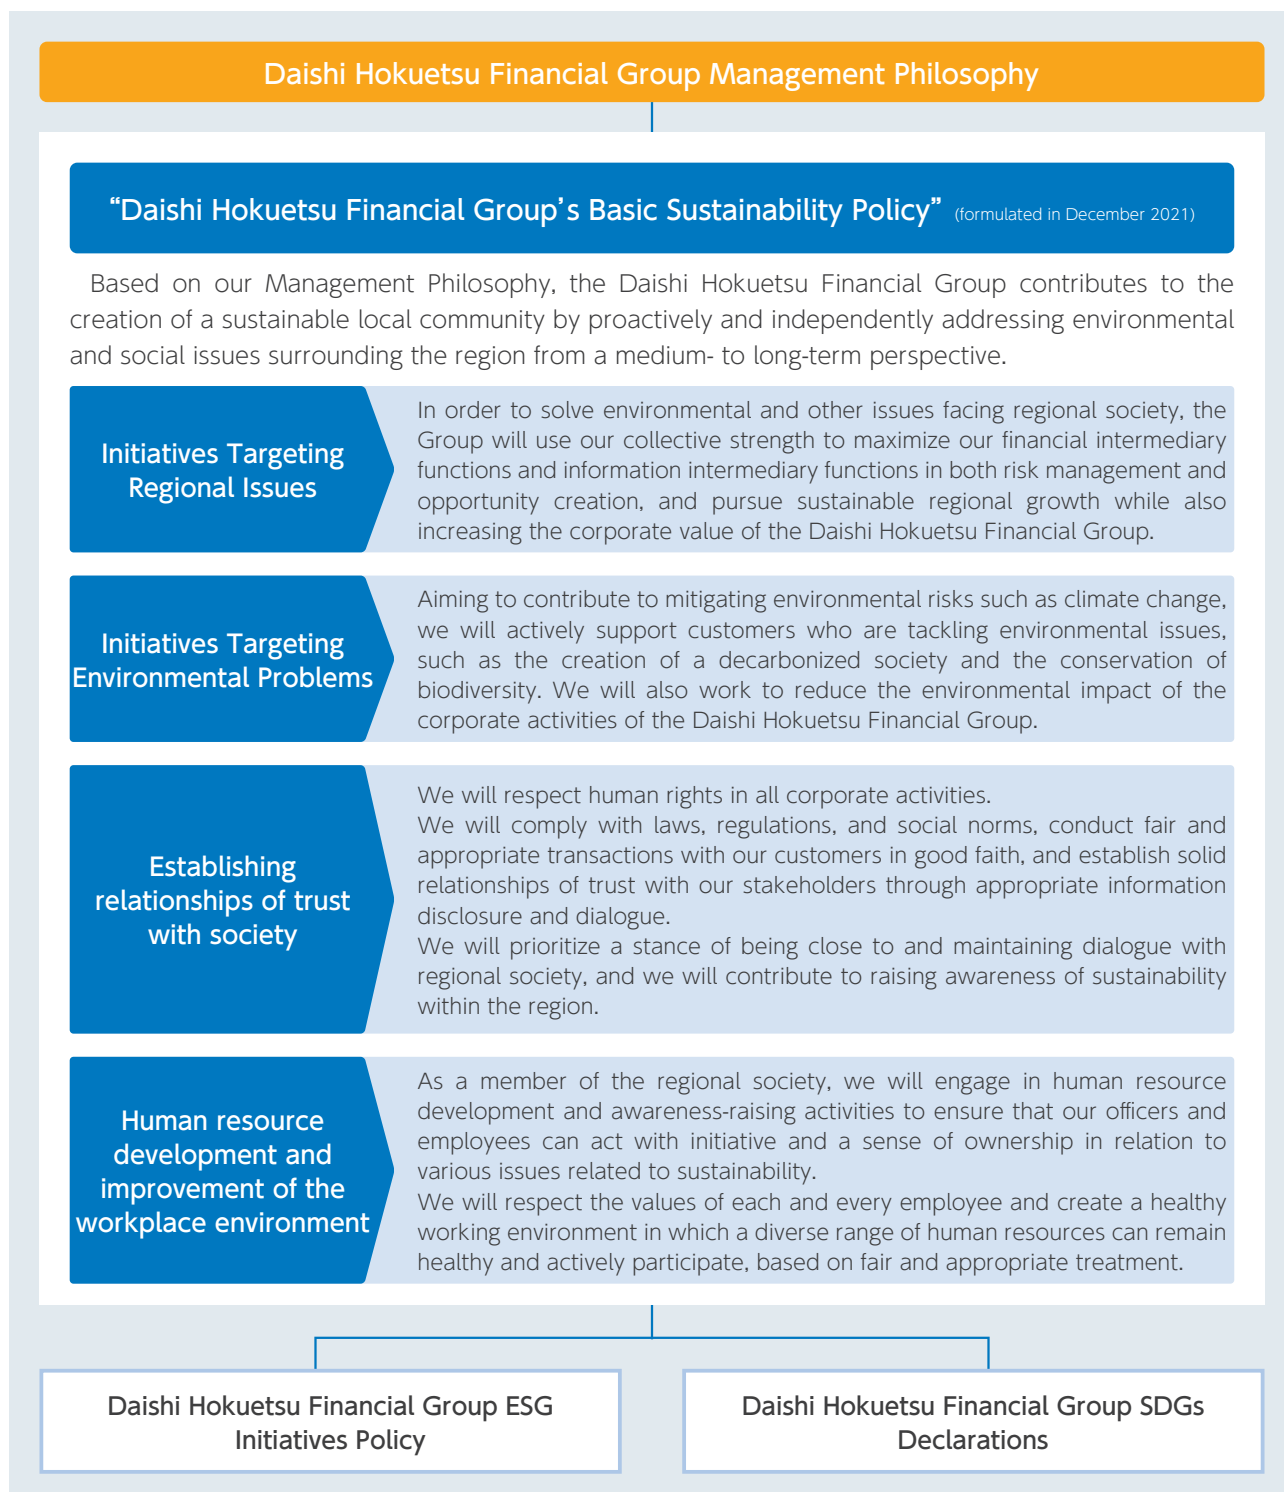 Daishi Hokuetsu Financial Group Management Philosophy
“Daishi Hokuetsu Financial Group’s Basic Sustainability Policy” (formulated in December 2021)
Based on our Management Philosophy, the Daishi Hokuetsu Financial Group contributes to the
creation of a sustainable local community by proactively and independently addressing environmental
and social issues surrounding the region from a medium- to long-term perspective.
Initiatives Targeting
Regional Issues
In order to solve environmental and other issues facing regional society, the
Group will use our collective strength to maximize our financial intermediary
functions and information intermediary functions in both risk management and
opportunity creation, and pursue sustainable regional growth while also
increasing the corporate value of the Daishi Hokuetsu Financial Group.
Initiatives Targeting
Environmental Problems
Aiming to contribute to mitigating environmental risks such as climate change,
we will actively support customers who are tackling environmental issues,
such as the creation of a decarbonized society and the conservation of
biodiversity. We will also work to reduce the environmental impact of the
corporate activities of the Daishi Hokuetsu Financial Group.
Establishing
relationships of trust
with society
We will respect human rights in all corporate activities.
We will comply with laws, regulations, and social norms, conduct fair and
appropriate transactions with our customers in good faith, and establish solid
relationships of trust with our stakeholders through appropriate information
disclosure and dialogue.
We will prioritize a stance of being close to and maintaining dialogue with
regional society, and we will contribute to raising awareness of sustainability
within the region.
Human resource
development and
improvement of the
workplace environment
As a member of the regional society, we will engage in human resource
development and awareness-raising activities to ensure that our officers and
employees can act with initiative and a sense of ownership in relation to
various issues related to sustainability.
We will respect the values of each and every employee and create a healthy
working environment in which a diverse range of human resources can remain
healthy and actively participate, based on fair and appropriate treatment.
Daishi Hokuetsu Financial Group ESG
Initiatives Policy
Daishi Hokuetsu Financial Group SDGs
Declarations